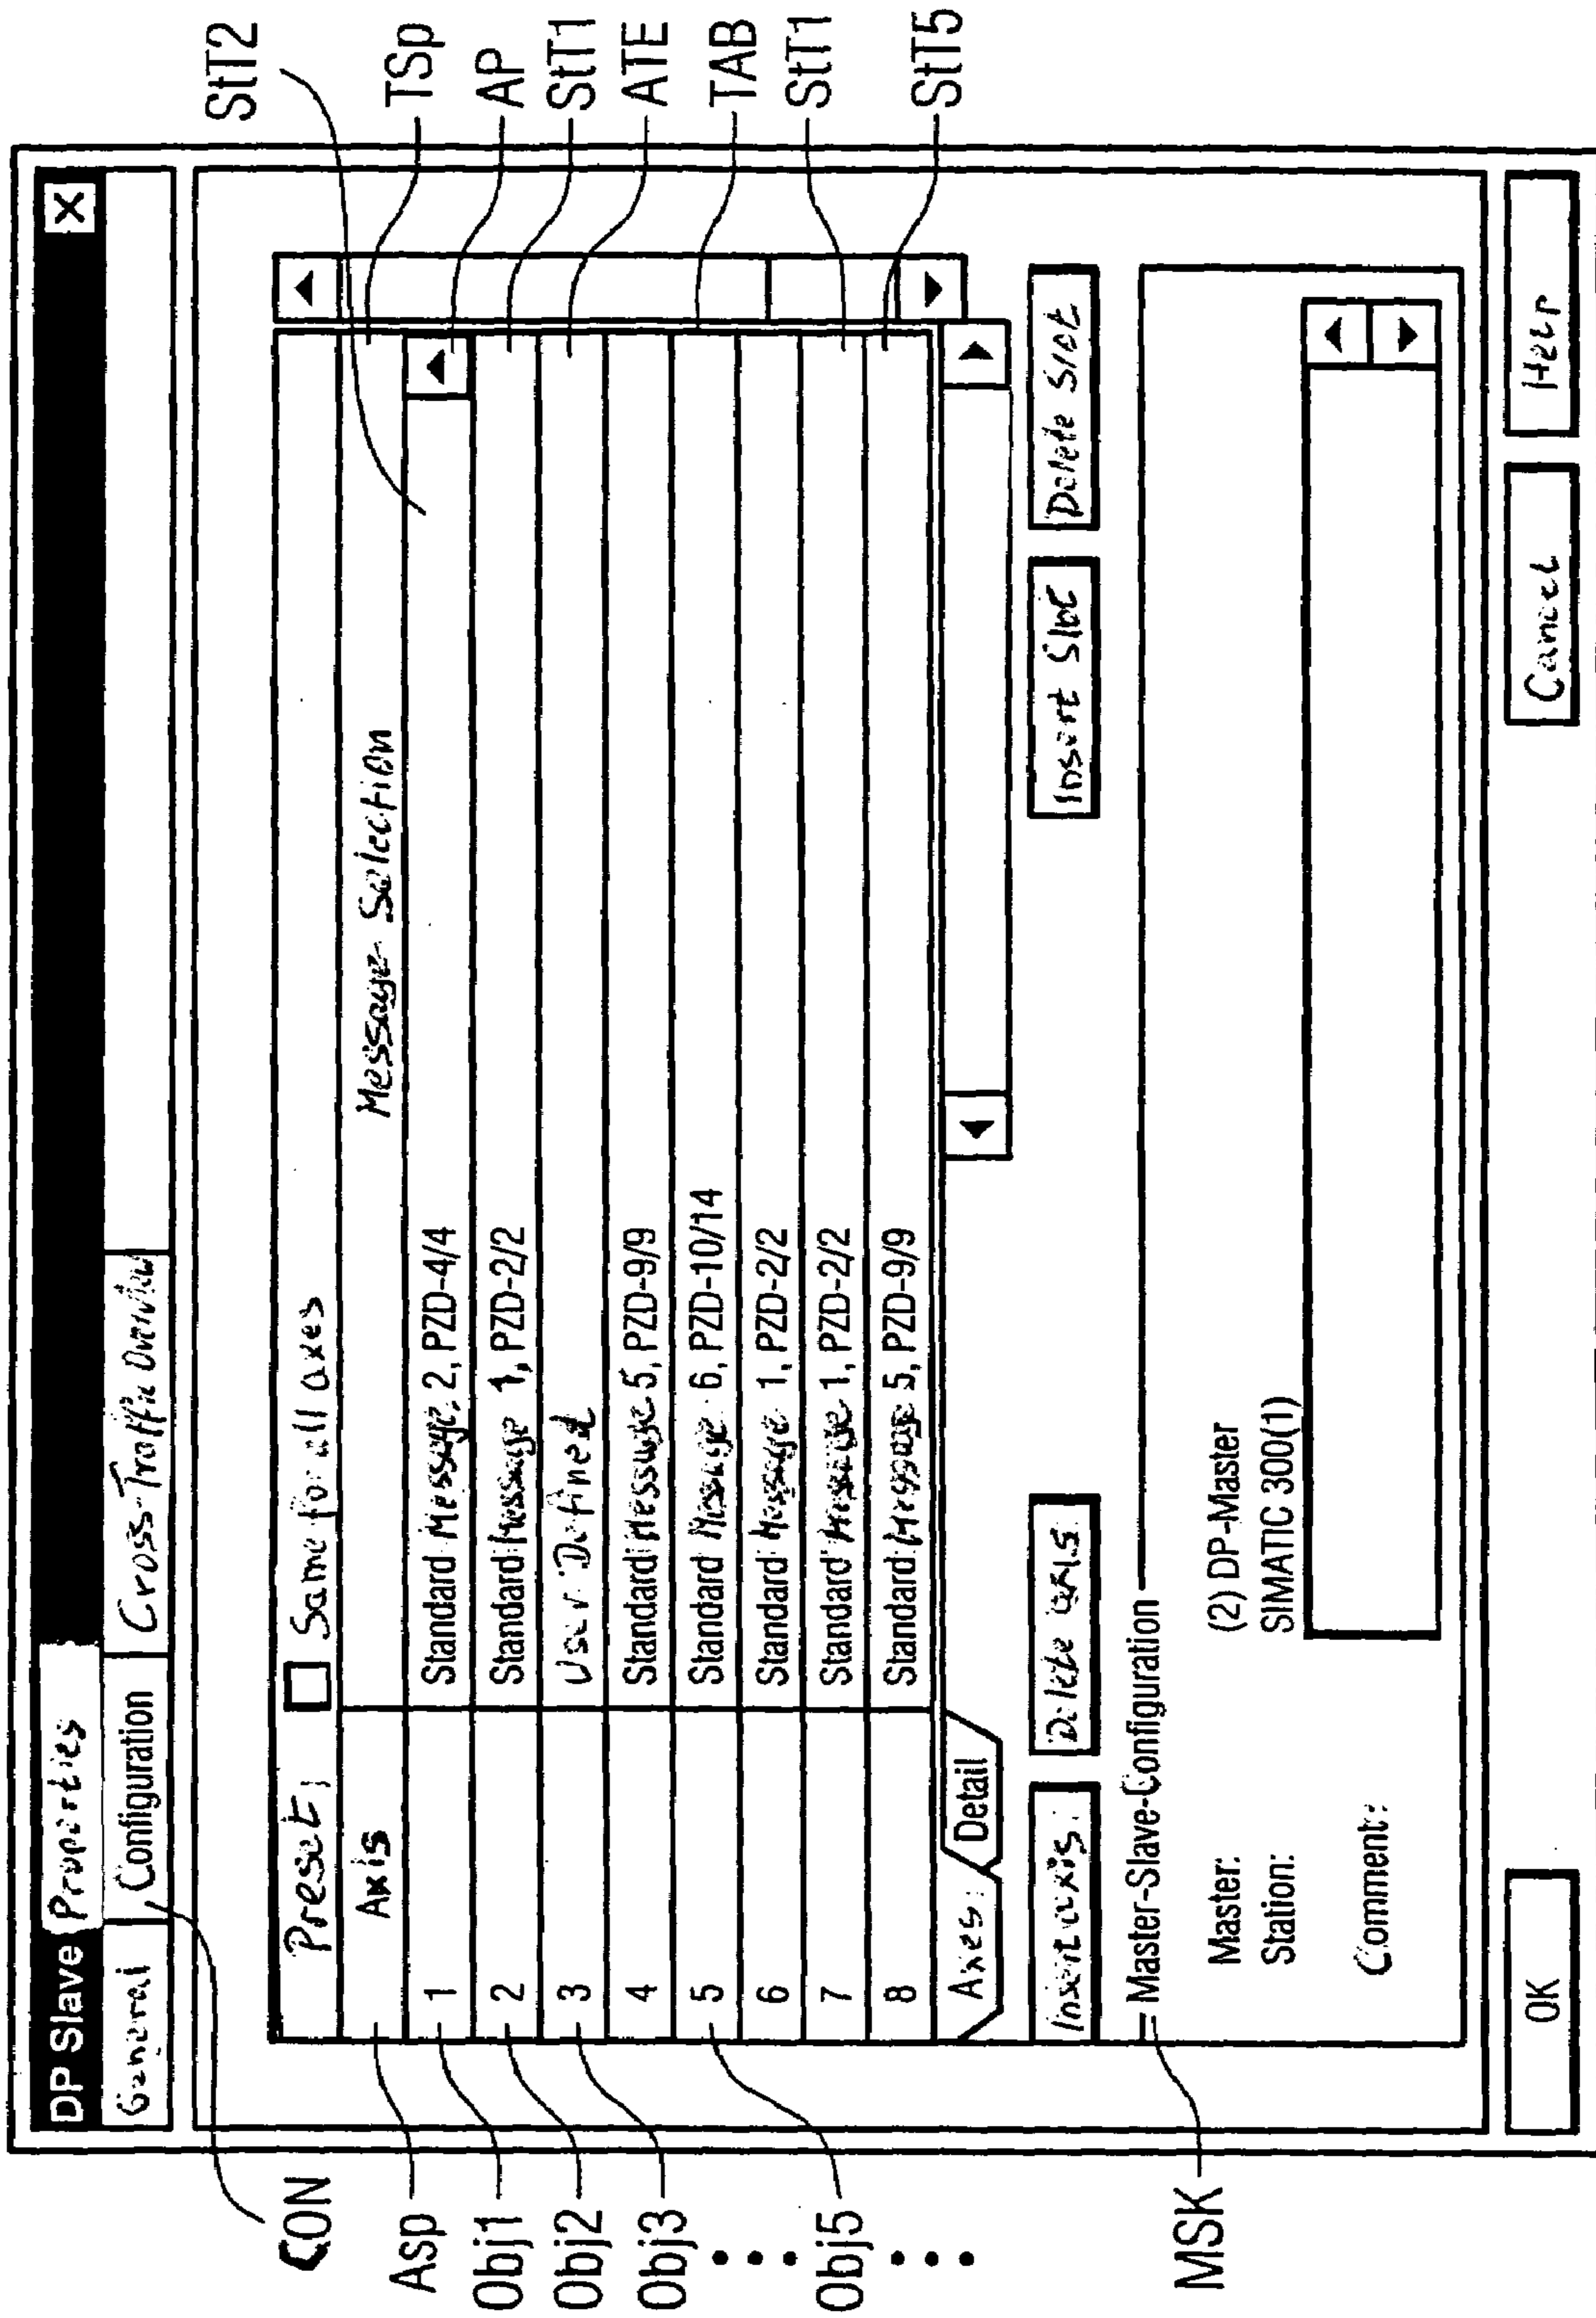 StT2
DP Slave Properties X
General Configuration Cross-Traffic Overview
CON
Preset: Same for all axes
TSp
Asp Axis Message Selection
AP
Obj1 1 Standard Message 2, PZD-4/4
StT1
Obj2 2 Standard Message 1, PZD-2/2
ATE
Obj3 3 User Defined
4 Standard Message 5, PZD-9/9
TAB
Obj5 5 Standard Message 6, PZD-10/14
6 Standard Message 1, PZD-2/2
StT1
7 Standard Message 1, PZD-2/2
StT5
8 Standard Message 5, PZD-9/9
Axes Detail
Insert axis Delete axis Insert Slot Delete Slot
MSK
Master-Slave-Configuration
Master: (2) DP-Master
Station: SIMATIC 300(1)
Comment:
OK Cancel Help